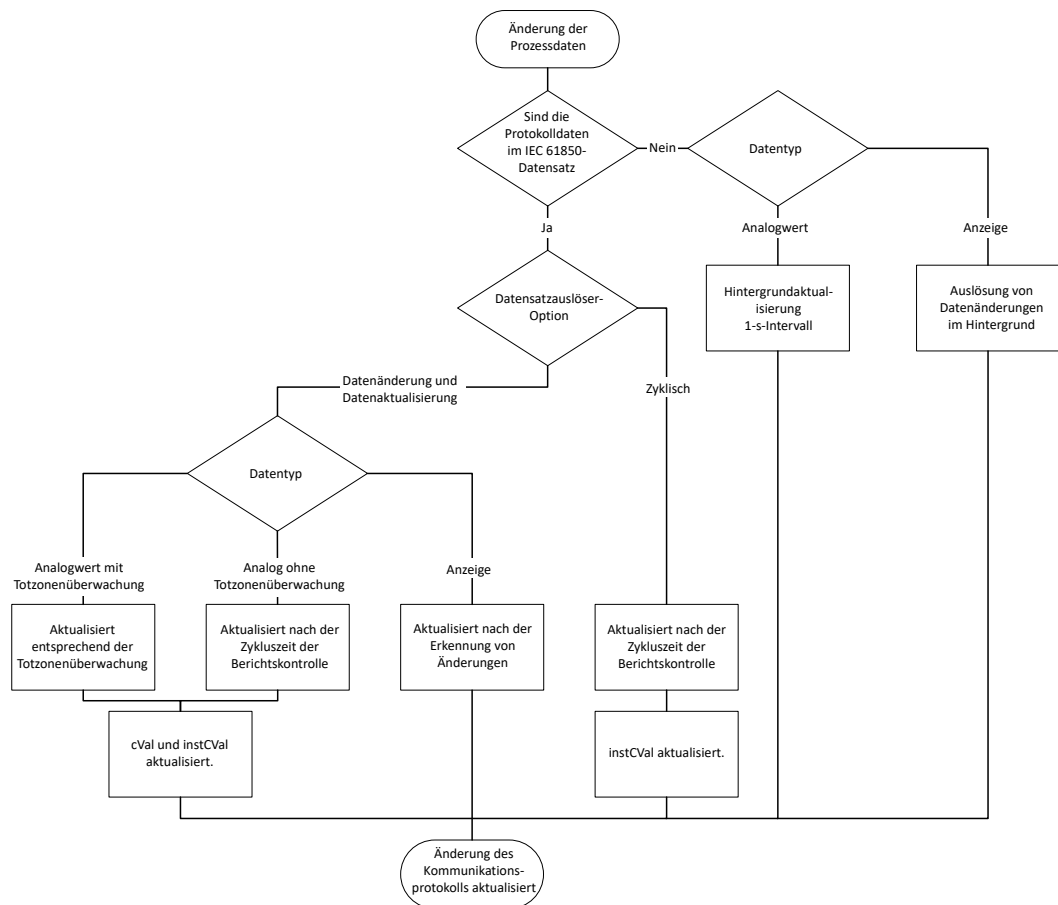 Änderung der
Prozessdaten
Sind die
Protokolldaten
im IEC 61850-
Datensatz
Nein
Datentyp
Ja
Analogwert
Anzeige
Datensatzauslöser-
Option
Hintergrundaktual-
isierung
1-s-Intervall
Auslösung von
Datenänderungen
im Hintergrund
Datenänderung und
Datenaktualisierung
Zyklisch
Datentyp
Analogwert mit
Totzonenüberwachung
Analog ohne
Totzonenüberwachung
Anzeige
Aktualisiert
entsprechend der
Totzonenüberwachung
Aktualisiert nach der
Zykluszeit der
Berichtskontrolle
Aktualisiert nach der
Erkennung von
Änderungen
Aktualisiert nach der
Zykluszeit der
Berichtskontrolle
cVal und instCVal
aktualisiert.
instCVal aktualisiert.
Änderung des
Kommunikations-
protokolls aktualisiert